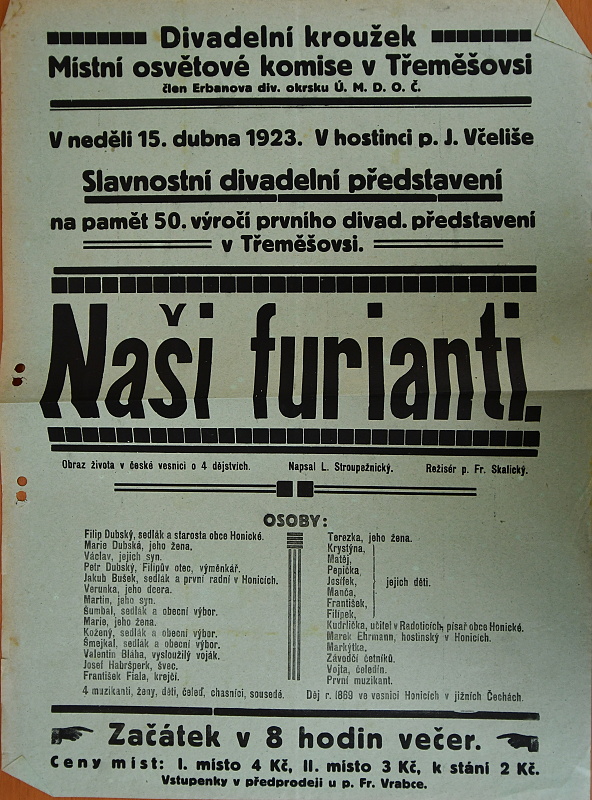 Divadelní kroužek
Místní osvětové komise v Třeměšovsi
člen Erbanova div. okrsku Ú. M. D. O. Č.
V neděli 15. dubna 1923. V hostinci p. J. Včeliše
Slavnostní divadelní představení
na pamět 50. výročí prvního divad. představení
v Třeměšovsi.
Naši furianti.
Obraz života v české vesnici o 4 dějstvích. Napsal L. Stroupežnický. Režisér p. Fr. Skalický.
OSOBY:
Filip Dubský, sedlák a starosta obce Honické.
Marie Dubská, jeho žena.
Václav, jejich syn.
Petr Dubský, Filipův otec, výměnkář.
Jakub Bušek, sedlák a první radní v Honicích.
Verunka, jeho dcera.
Martin, jeho syn.
Šumbal, sedlák a obecní výbor.
Marie, jeho žena.
Kožený, sedlák a obecní výbor.
Šmejkal, sedlák a obecní výbor.
Valentin Bláha, vysloužilý voják.
Josef Habršperk, švec.
František Fiala, krejčí.
Terezka, jeho žena.
Krystýna,
Matěj,
Pepička,
Josífek,
jejich děti.
Manča,
František,
Filípek,
Kudrlička, učitel v Radoticích, písař obce Honické.
Marek Ehrmann, hostinský v Honicích.
Markýtka.
Závodčí četníků.
Vojta, čeledín.
První muzikant.
4 muzikanti, ženy, děti, čeleď, chasníci, sousedé. Děj r. 1869 ve vesnici Honicích v jižních Čechách.
Začátek v 8 hodin večer.
Ceny míst: I. místo 4 Kč, II. místo 3 Kč, k stání 2 Kč.
Vstupenky v předprodeji u p. Fr. Vrabce.